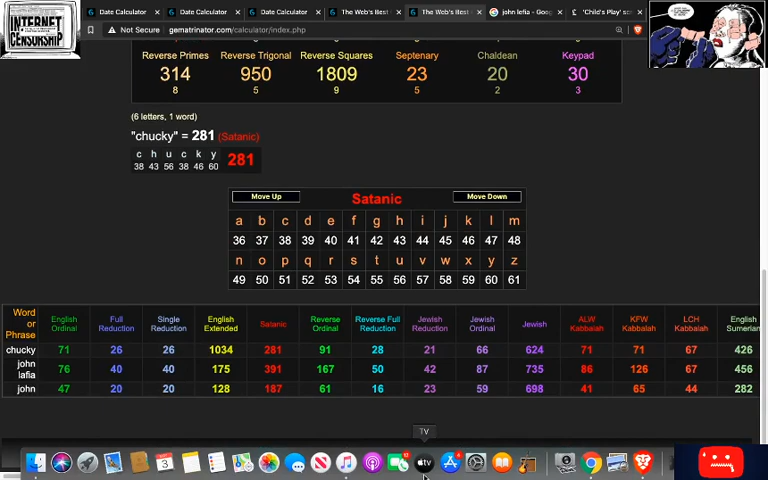 INTERNET
CENSORSHIP
Date Calculator
Date Calculator
Date Calculator
The Web's Best
The Web's Best
john lafia - Goog
'Child's Play' scr
Not Secure gematrinator.com/calculator/index.php
Reverse Primes Reverse Trigonal Reverse Squares Septenary Chaldean Keypad
314 950 1809 23 20 30
8 5 9 5 2 3
(6 letters, 1 word)
"chucky" = 281 (Satanic)
c h u c k y 281
38 43 56 38 46 60
Move Up Satanic Move Down
a b c d e f g h i j k l m
36 37 38 39 40 41 42 43 44 45 46 47 48
n o p q r s t u v w x y z
49 50 51 52 53 54 55 56 57 58 59 60 61
Word or Phrase English Ordinal Full Reduction Single Reduction English Extended Satanic Reverse Ordinal Reverse Full Reduction Jewish Reduction Jewish Ordinal Jewish ALW Kabbalah KFW Kabbalah LCH Kabbalah English Sumerian
chucky 71 26 26 1034 281 91 28 21 66 624 71 71 67 426
john lafia 76 40 40 175 391 167 50 42 87 735 86 126 67 456
john 47 20 20 128 187 61 16 23 59 698 41 65 44 282
TV
3
tv